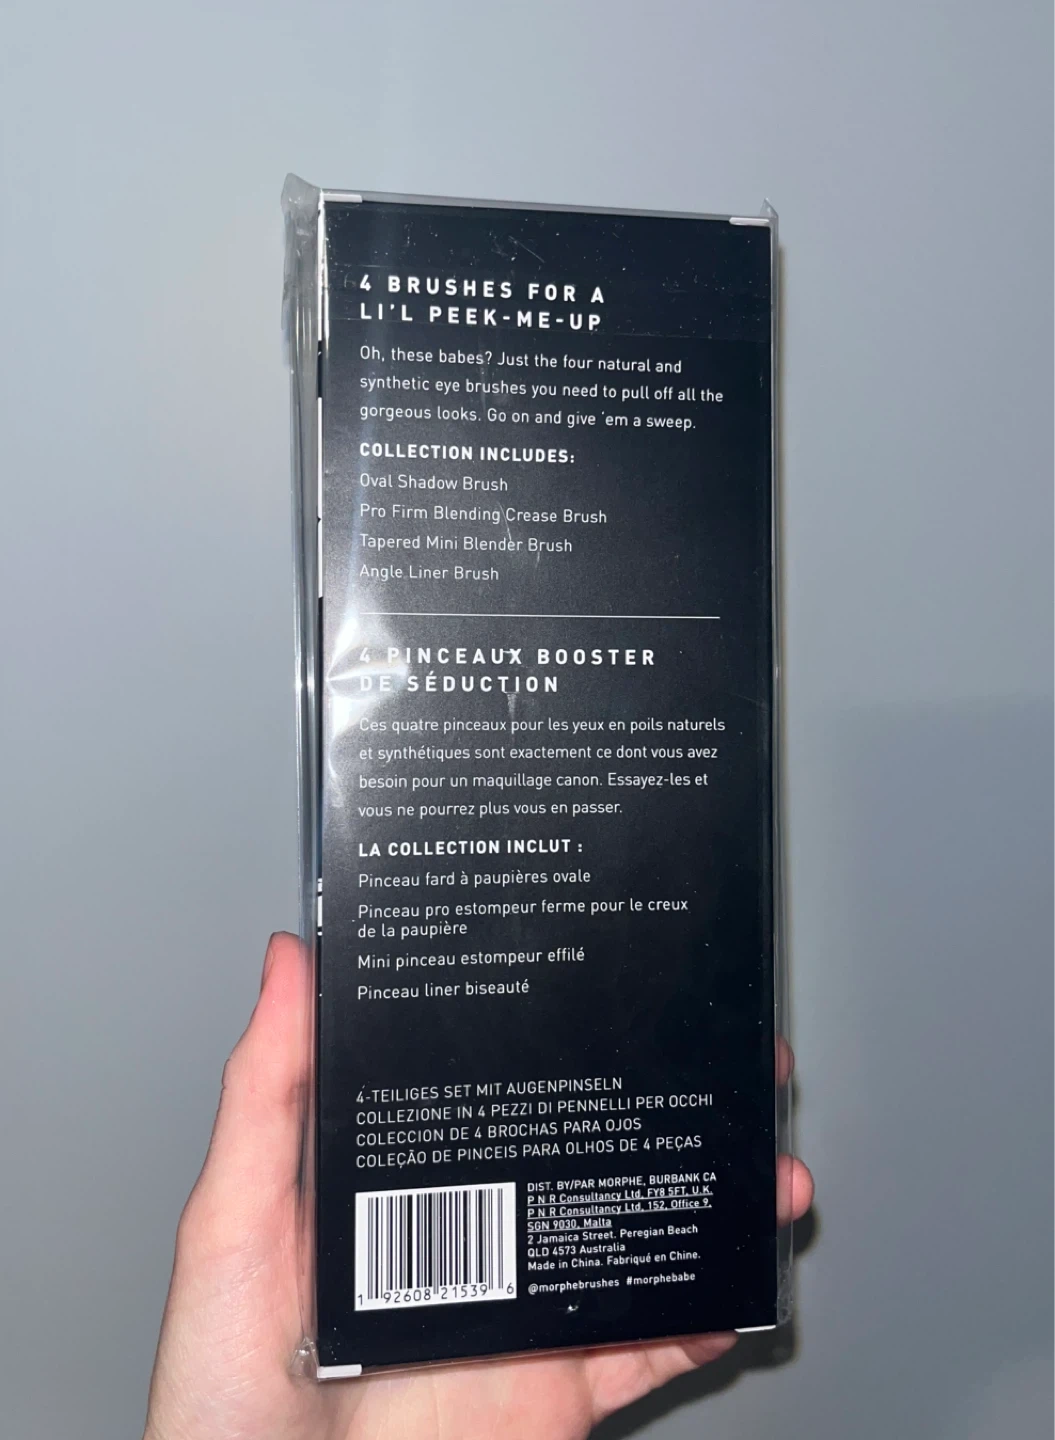 4 BRUSHES FOR A
LI'L PEEK-ME-UP
Oh, these babes? Just the four natural and
synthetic eye brushes you need to pull off all the
gorgeous looks. Go on and give 'em a sweep.
COLLECTION INCLUDES:
Oval Shadow Brush
Pro Firm Blending Crease Brush
Tapered Mini Blender Brush
Angle Liner Brush
4 PINCEAUX BOOSTER
DE SÉDUCTION
Ces quatre pinceaux pour les yeux en poils naturels
et synthétiques sont exactement ce dont vous avez
besoin pour un maquillage canon. Essayez-les et
vous ne pourrez plus vous en passer.
LA COLLECTION INCLUT :
Pinceau fard à paupières ovale
Pinceau pro estompeur ferme pour le creux
de la paupière
Mini pinceau estompeur effilé
Pinceau liner biseauté
4-TEILIGES SET MIT AUGENPINSELN
COLLEZIONE IN 4 PEZZI DI PENNELLI PER OCCHI
COLECCION DE 4 BROCHAS PARA OJOS
COLEÇÃO DE PINCEIS PARA OLHOS DE 4 PEÇAS
DIST. BY/PAR MORPHE, BURBANK CA
P N R Consultancy Ltd, FY8 5FT, U.K.
P N R Consultancy Ltd, 152, Office 9,
SGN 9030, Malta
2 Jamaica Street. Peregian Beach
QLD 4573 Australia
Made in China. Fabriqué en Chine.
@morphebrushes #morphebabe
1 92608 21539 6